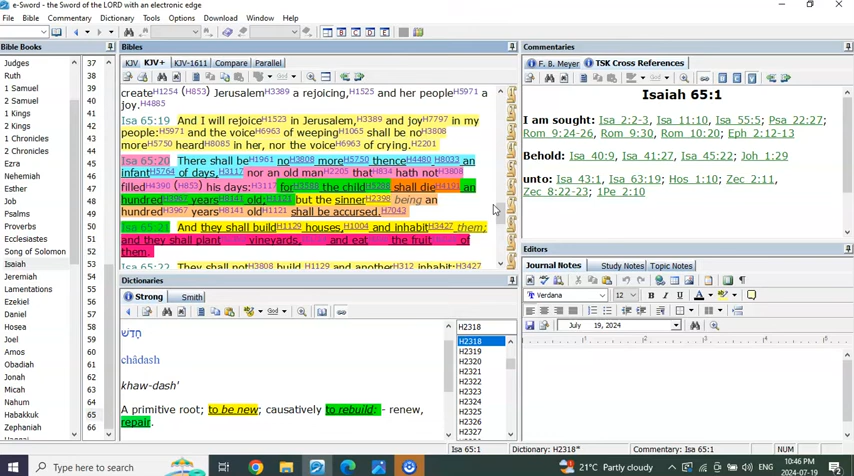 e-Sword - the Sword of the LORD with an electronic edge
File Bible Commentary Dictionary Tools Options Download Window Help
Bible Books
Bibles
Commentaries
Judges
Ruth
1 Samuel
2 Samuel
1 Kings
2 Kings
1 Chronicles
2 Chronicles
Ezra
Nehemiah
Esther
Job
Psalms
Proverbs
Ecclesiastes
Song of Solomon
Isaiah
Jeremiah
Lamentations
Ezekiel
Daniel
Hosea
Joel
Amos
Obadiah
Jonah
Micah
Nahum
Habakkuk
Zephaniah
37
38
39
40
41
42
43
44
45
46
47
48
49
50
51
52
53
54
55
56
57
58
59
60
61
62
63
64
65
66
KJV KJV+ KJV-1611 Compare Parallel
create H1254 (H853) Jerusalem H3389 a rejoicing, H1525 and her people H5971 a
joy. H4885
Isa 65:19 And I will rejoice H1523 in Jerusalem, H3389 and joy H7797 in my
people: H5971 and the voice H6963 of weeping H1065 shall be no H3808
more H5750 heard H8085 in her, nor the voice H6963 of crying. H2201
Isa 65:20 There shall be H1961 no H3808 more H5750 thence H4480 H8033 an
infant H5764 of days, H3117 nor an old man H2205 that H834 hath not
filled H4390 (H853) his days: H3117 for H3588 the child H5288 shall die H4191 an
hundred H3967 years H8141 old; H1121 but the sinner H2398 being an
hundred H3967 years H8141 old H1121 shall be accursed. H7043
Isa 65:21 And they shall build H1129 houses, H1004 and inhabit H3427 them;
and they shall plant vineyards, and eat the fruit of
them.
Isa 65:22 They shall not H3808 build H1129 and another H312 inhabit; H3427
F. B. Meyer TSK Cross References
Isaiah 65:1
I am sought: Isa 2:2-3, Isa 11:10, Isa 55:5; Psa 22:27;
Rom 9:24-26, Rom 9:30, Rom 10:20; Eph 2:12-13
Behold: Isa 40:9, Isa 41:27, Isa 45:22; Joh 1:29
unto: Isa 43:1, Isa 63:19; Hos 1:10; Zec 2:11,
Zec 8:22-23; 1Pe 2:10
Editors
Journal Notes Study Notes Topic Notes
Verdana 12 B I U A
July 19, 2024
1 2 3 4 5
Dictionaries
Strong Smith
God
חָדַשׁ
châdash
khaw-dash'
A primitive root; to be new; causatively to rebuild: - renew,
repair.
H2318
H2318
H2319
H2320
H2321
H2322
H2323
H2324
H2325
H2326
H2327
Isa 65:1 Dictionary: H2318* Commentary: Isa 65:1 NUM
Type here to search
21°C Partly cloudy
ENG
10:46 PM
2024-07-19